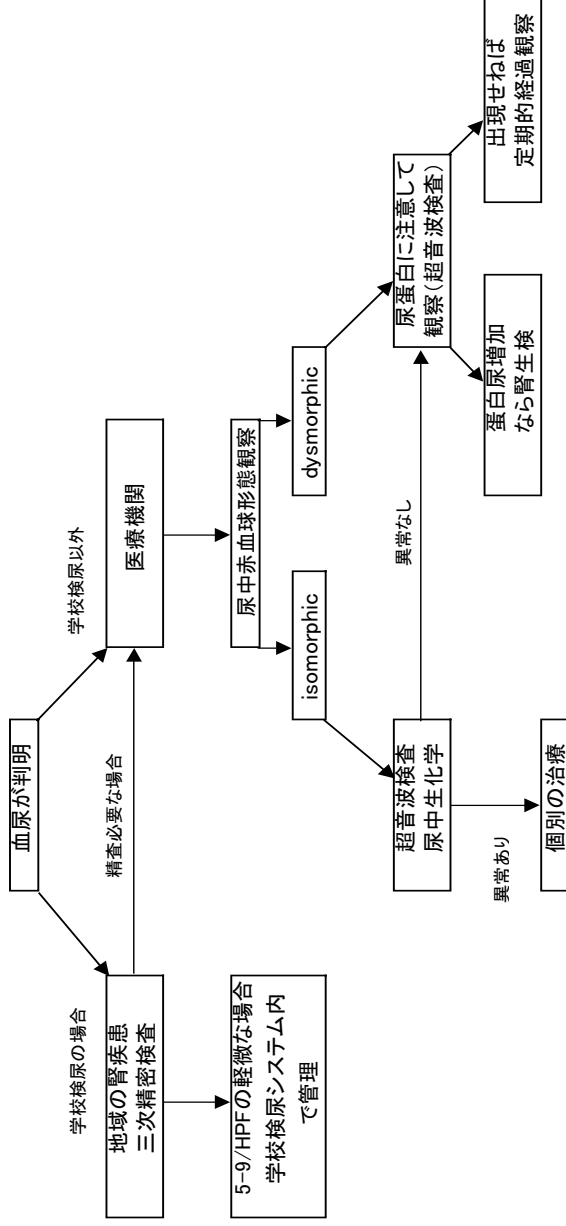 血尿が判明
学校検尿の場合
学校検尿以外
地域の腎疾患
三次精密検査
精査必要な場合
医療機関
5-9/HPFの軽微な場合
学校検尿システム内
で管理
尿中赤血球形態観察
isomorphic
dysmorphic
超音波検査
尿中生化学
異常なし
尿蛋白に注意して
観察(超音波検査)
異常あり
個別の治療
蛋白尿増加
なら腎生検
出現せねば
定期的経過観察